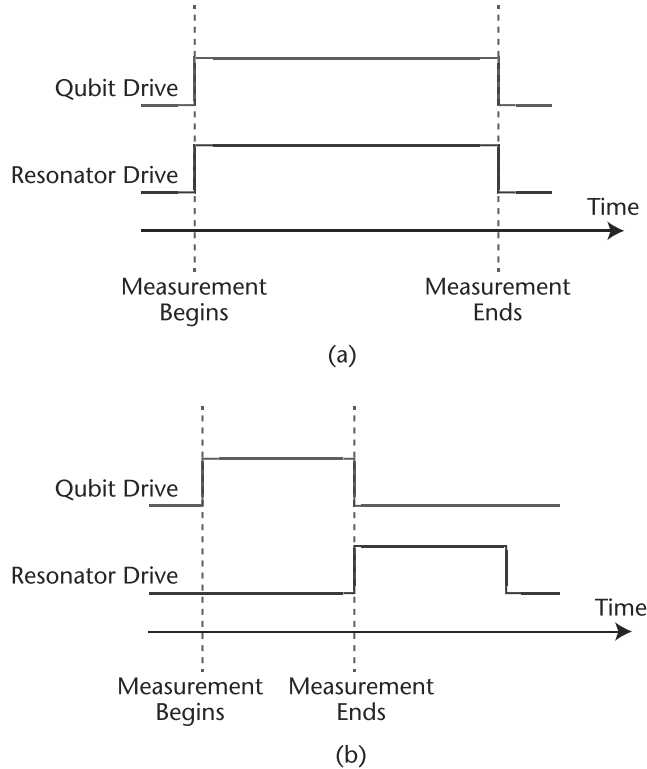 Qubit Drive
Resonator Drive
Time
Measurement Begins
Measurement Ends
(a)
Qubit Drive
Resonator Drive
Time
Measurement Begins
Measurement Ends
(b)